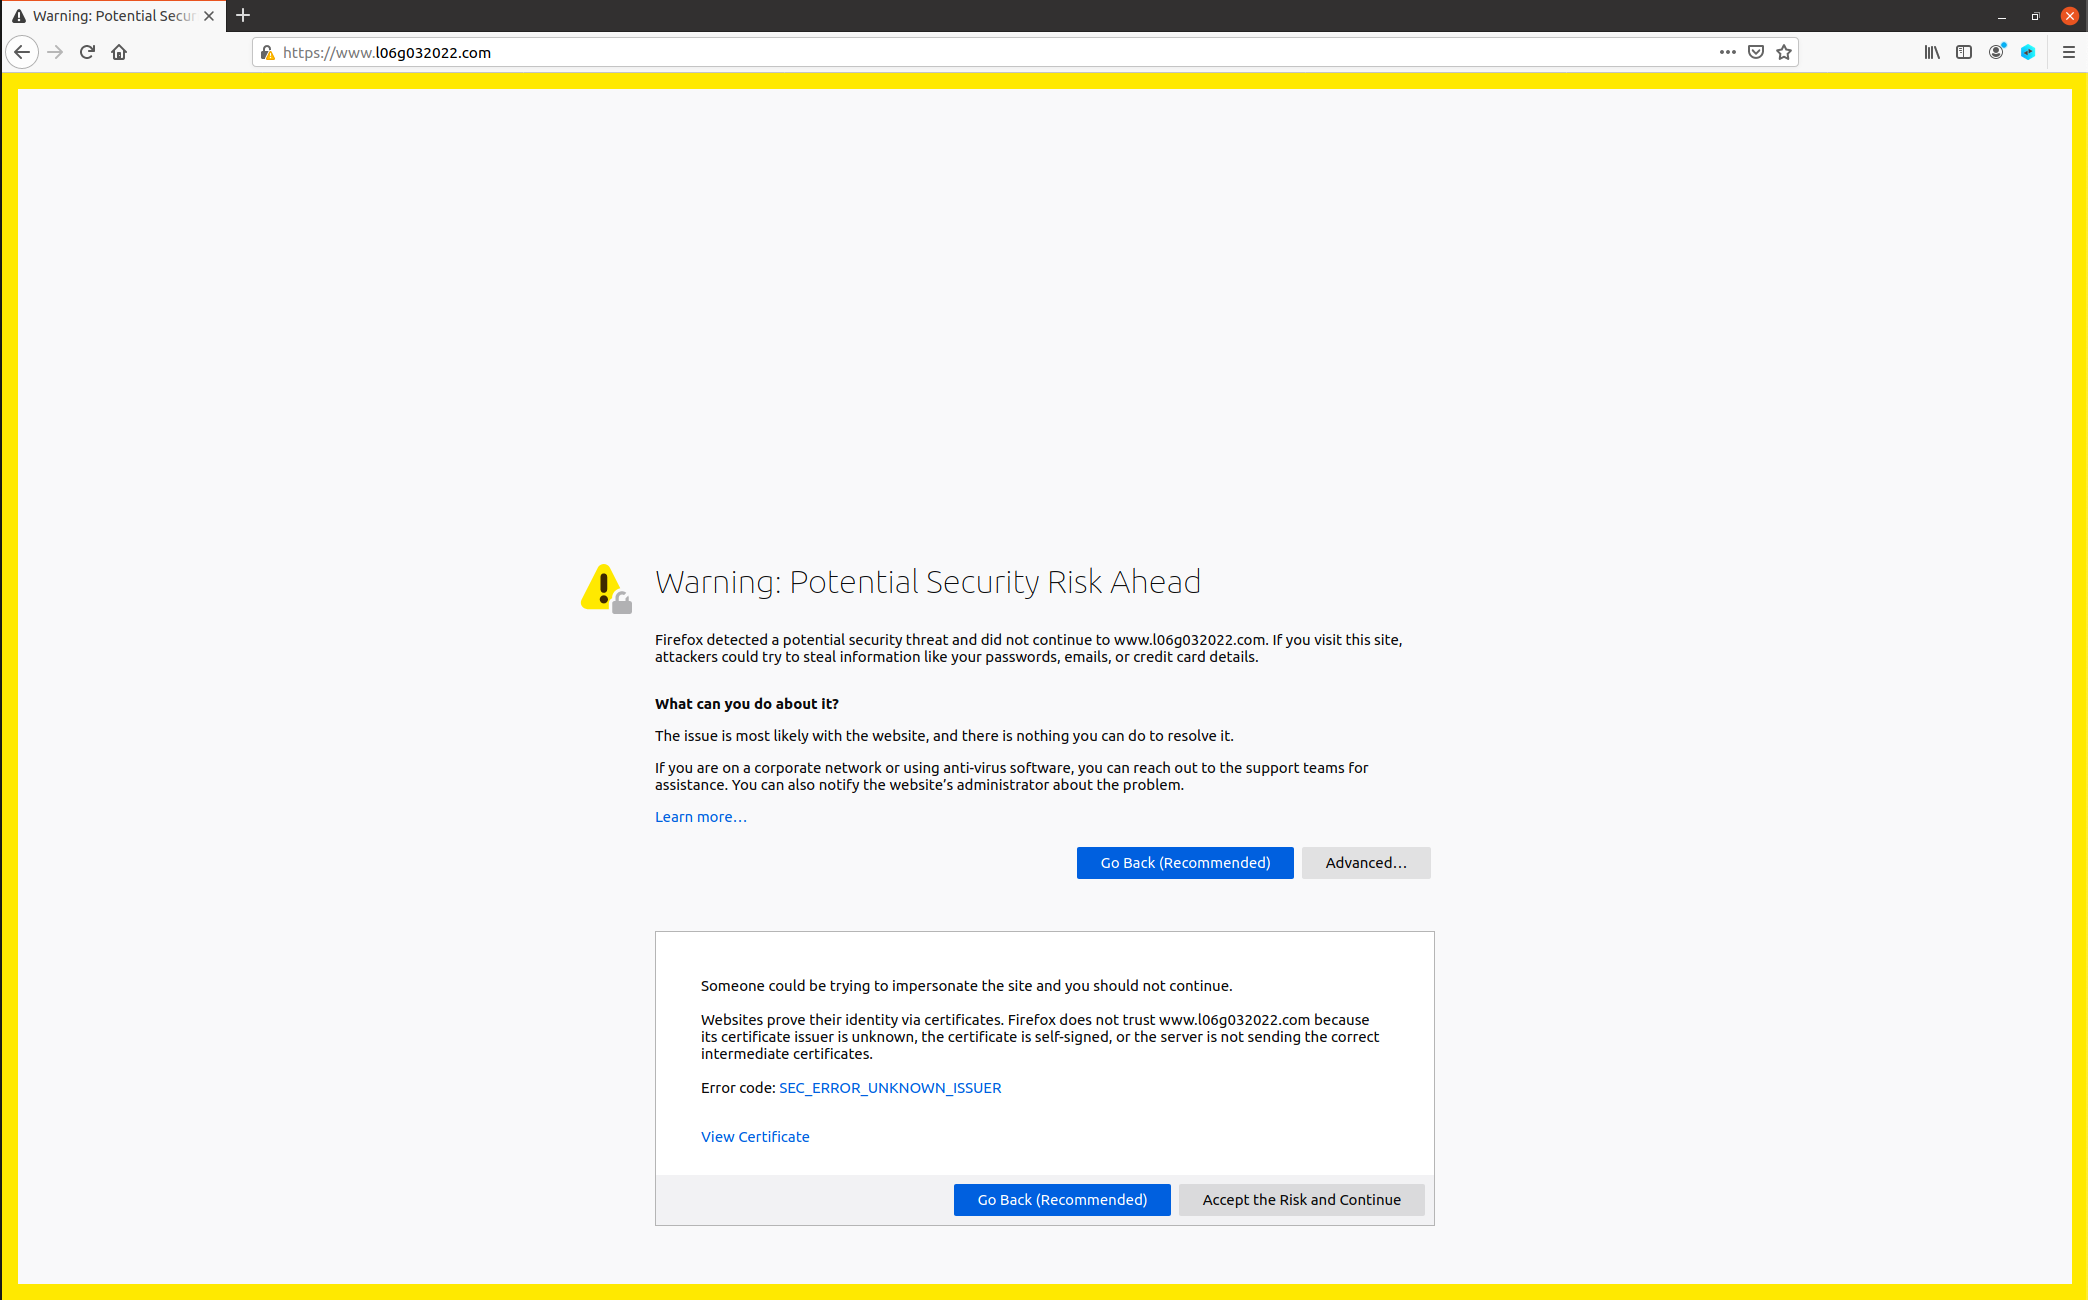 Warning: Potential Secur
https://www.l06g032022.com
Warning: Potential Security Risk Ahead
Firefox detected a potential security threat and did not continue to www.l06g032022.com. If you visit this site,
attackers could try to steal information like your passwords, emails, or credit card details.
What can you do about it?
The issue is most likely with the website, and there is nothing you can do to resolve it.
If you are on a corporate network or using anti-virus software, you can reach out to the support teams for
assistance. You can also notify the website’s administrator about the problem.
Learn more…
Go Back (Recommended) Advanced…
Someone could be trying to impersonate the site and you should not continue.
Websites prove their identity via certificates. Firefox does not trust www.l06g032022.com because
its certificate issuer is unknown, the certificate is self-signed, or the server is not sending the correct
intermediate certificates.
Error code: SEC_ERROR_UNKNOWN_ISSUER
View Certificate
Go Back (Recommended) Accept the Risk and Continue